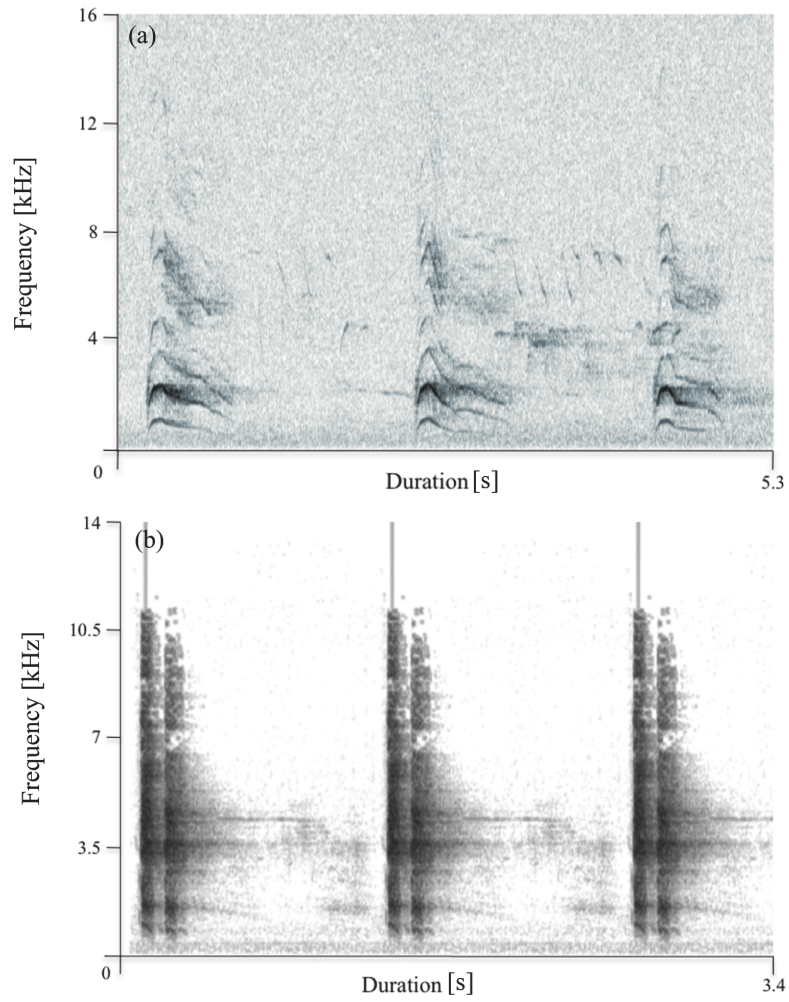 16
(a)
12
Frequency [kHz]
8
4
0
Duration [s]
5.3
14
(b)
10.5
Frequency [kHz]
7
3.5
0
Duration [s]
3.4